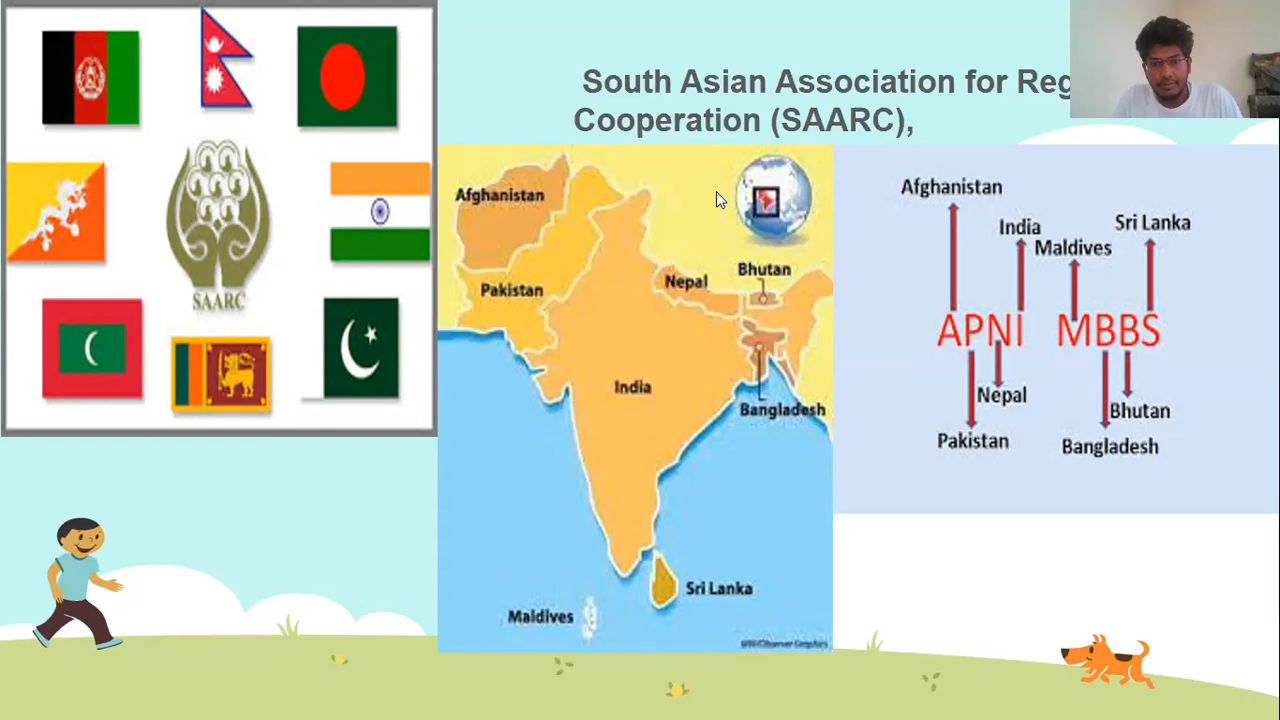 South Asian Association for Reg
Cooperation (SAARC),
SAARC
Afghanistan
Pakistan
Nepal
Bhutan
India
Bangladesh
Sri Lanka
Maldives
Afghanistan
India
Sri Lanka
Maldives
APNI MBBS
Nepal
Bhutan
Pakistan
Bangladesh